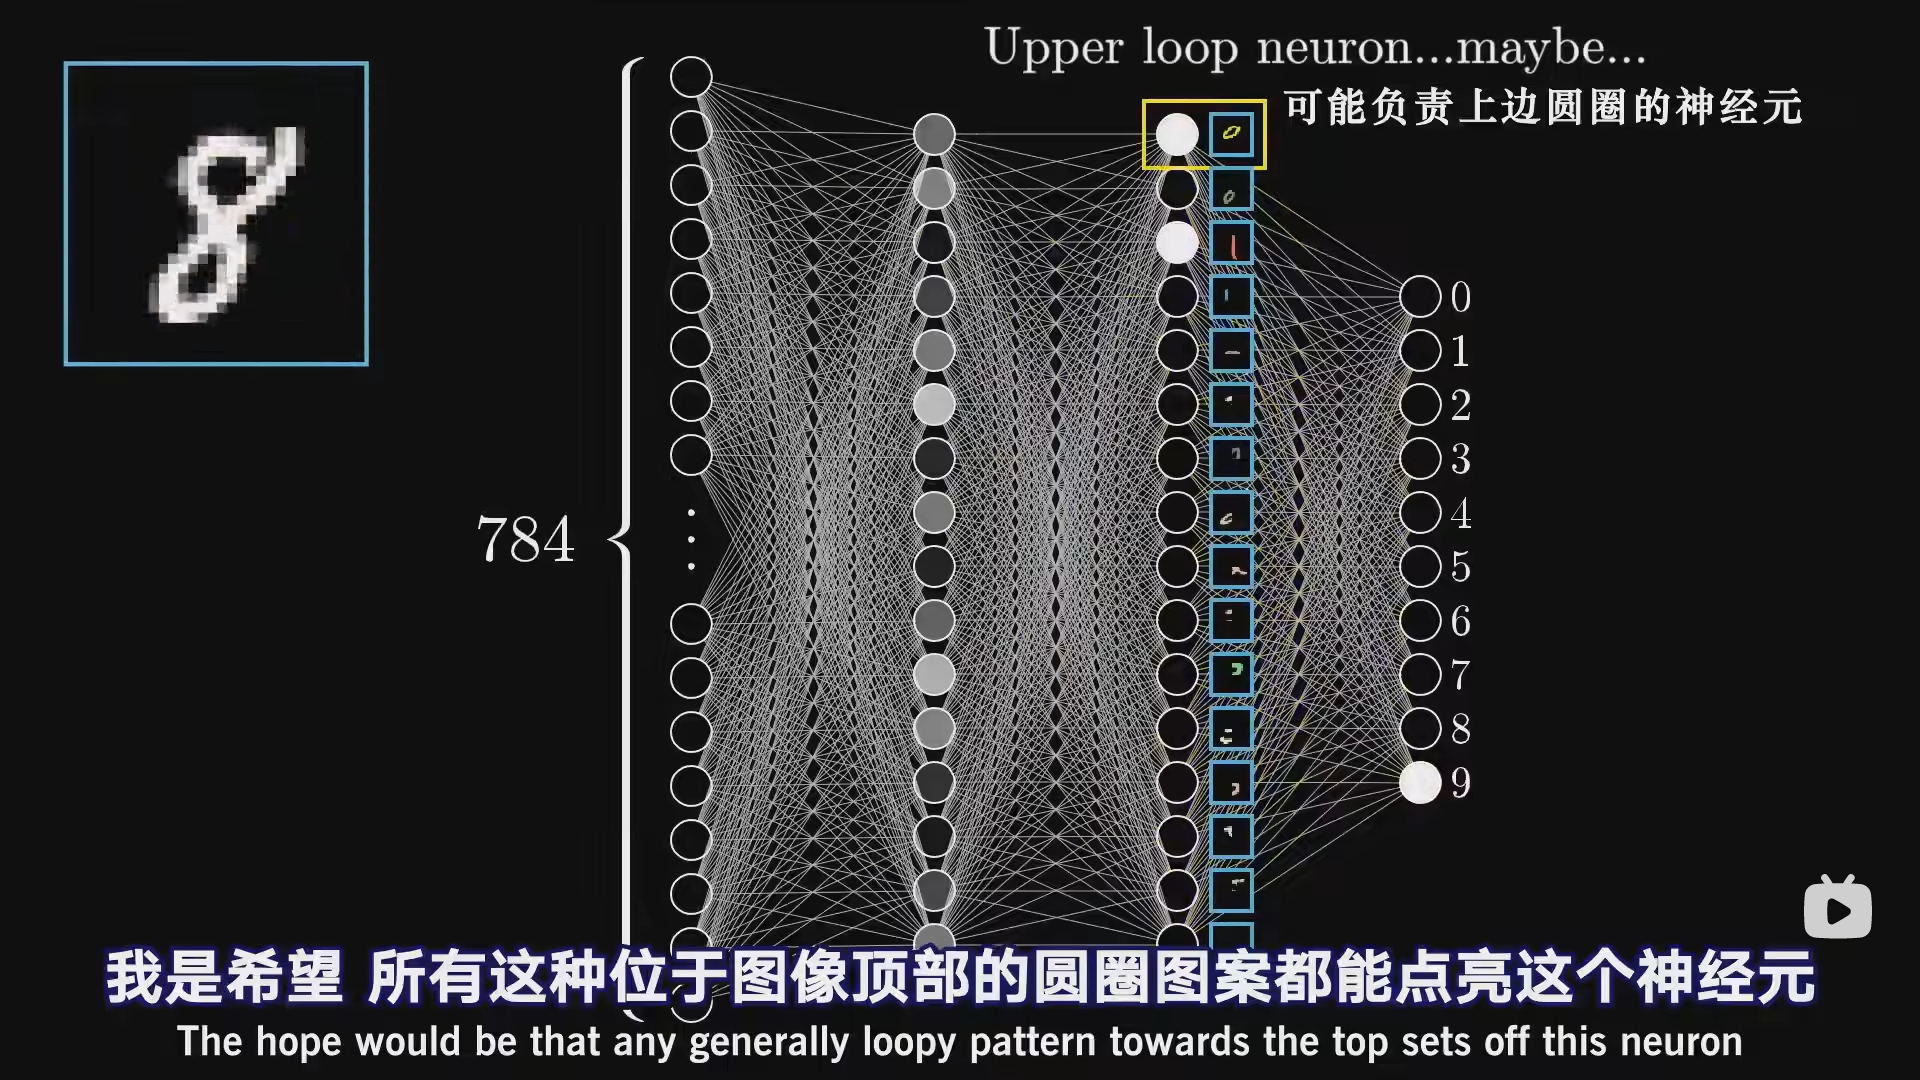 Upper loop neuron...maybe...
可能负责上边圆圈的神经元
784
0
1
2
3
4
5
6
7
8
9
我是希望 所有这种位于图像顶部的圆圈图案都能点亮这个神经元
The hope would be that any generally loopy pattern towards the top sets off this neuron